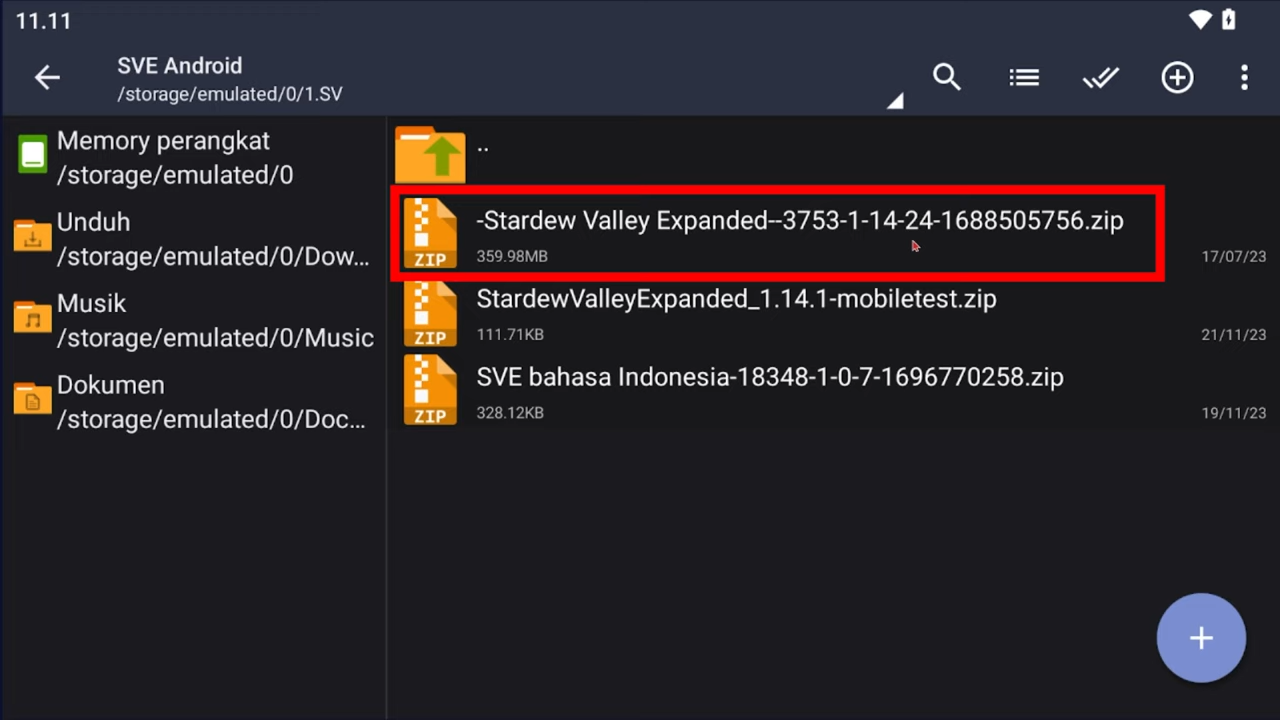 11.11
SVE Android
/storage/emulated/0/1.SV
Memory perangkat
/storage/emulated/0
Unduh
/storage/emulated/0/Dow...
Musik
/storage/emulated/0/Music
Dokumen
/storage/emulated/0/Doc...
..
ZIP
-Stardew Valley Expanded--3753-1-14-24-1688505756.zip
359.98MB
17/07/23
ZIP
StardewValleyExpanded_1.14.1-mobiletest.zip
111.71KB
21/11/23
ZIP
SVE bahasa Indonesia-18348-1-0-7-1696770258.zip
328.12KB
19/11/23